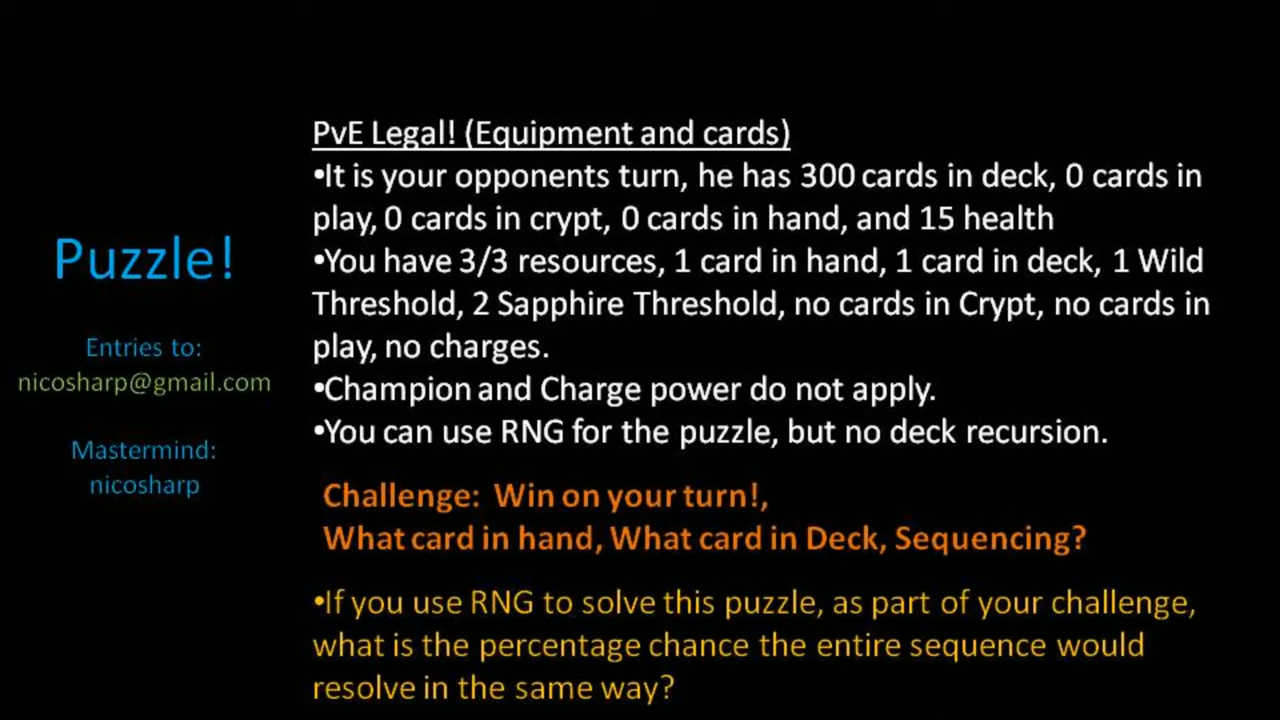 PvE Legal! (Equipment and cards)
•It is your opponents turn, he has 300 cards in deck, 0 cards in
play, 0 cards in crypt, 0 cards in hand, and 15 health
•You have 3/3 resources, 1 card in hand, 1 card in deck, 1 Wild
Threshold, 2 Sapphire Threshold, no cards in Crypt, no cards in
play, no charges.
•Champion and Charge power do not apply.
•You can use RNG for the puzzle, but no deck recursion.
Puzzle!
Entries to:
nicosharp@gmail.com
Mastermind:
nicosharp
Challenge: Win on your turn!,
What card in hand, What card in Deck, Sequencing?
•If you use RNG to solve this puzzle, as part of your challenge,
what is the percentage chance the entire sequence would
resolve in the same way?